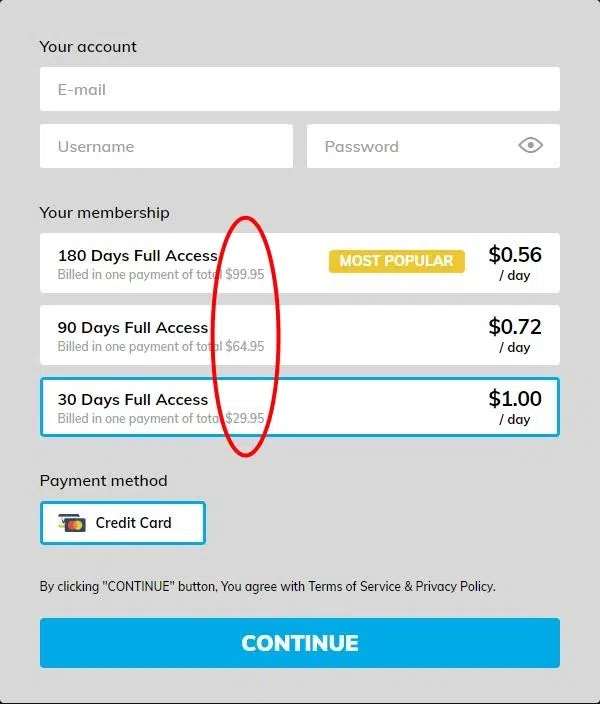 Your account
E-mail
Username Password
Your membership
180 Days Full Access
Billed in one payment of total $99.95
MOST POPULAR
$0.56
/ day
90 Days Full Access
Billed in one payment of total $64.95
$0.72
/ day
30 Days Full Access
Billed in one payment of total $29.95
$1.00
/ day
Payment method
Credit Card
By clicking "CONTINUE" button, You agree with Terms of Service & Privacy Policy.
CONTINUE